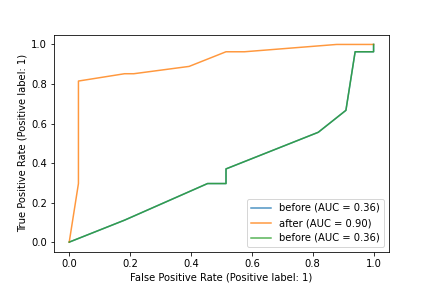 1.0
0.8
0.6
0.4
0.2
0.0
True Positive Rate (Positive label: 1)
before (AUC = 0.36)
after (AUC = 0.90)
before (AUC = 0.36)
0.0 0.2 0.4 0.6 0.8 1.0
False Positive Rate (Positive label: 1)